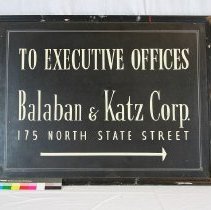 TO EXECUTIVE OFFICES
Balaban & Katz Corp.
175 NORTH STATE STREET